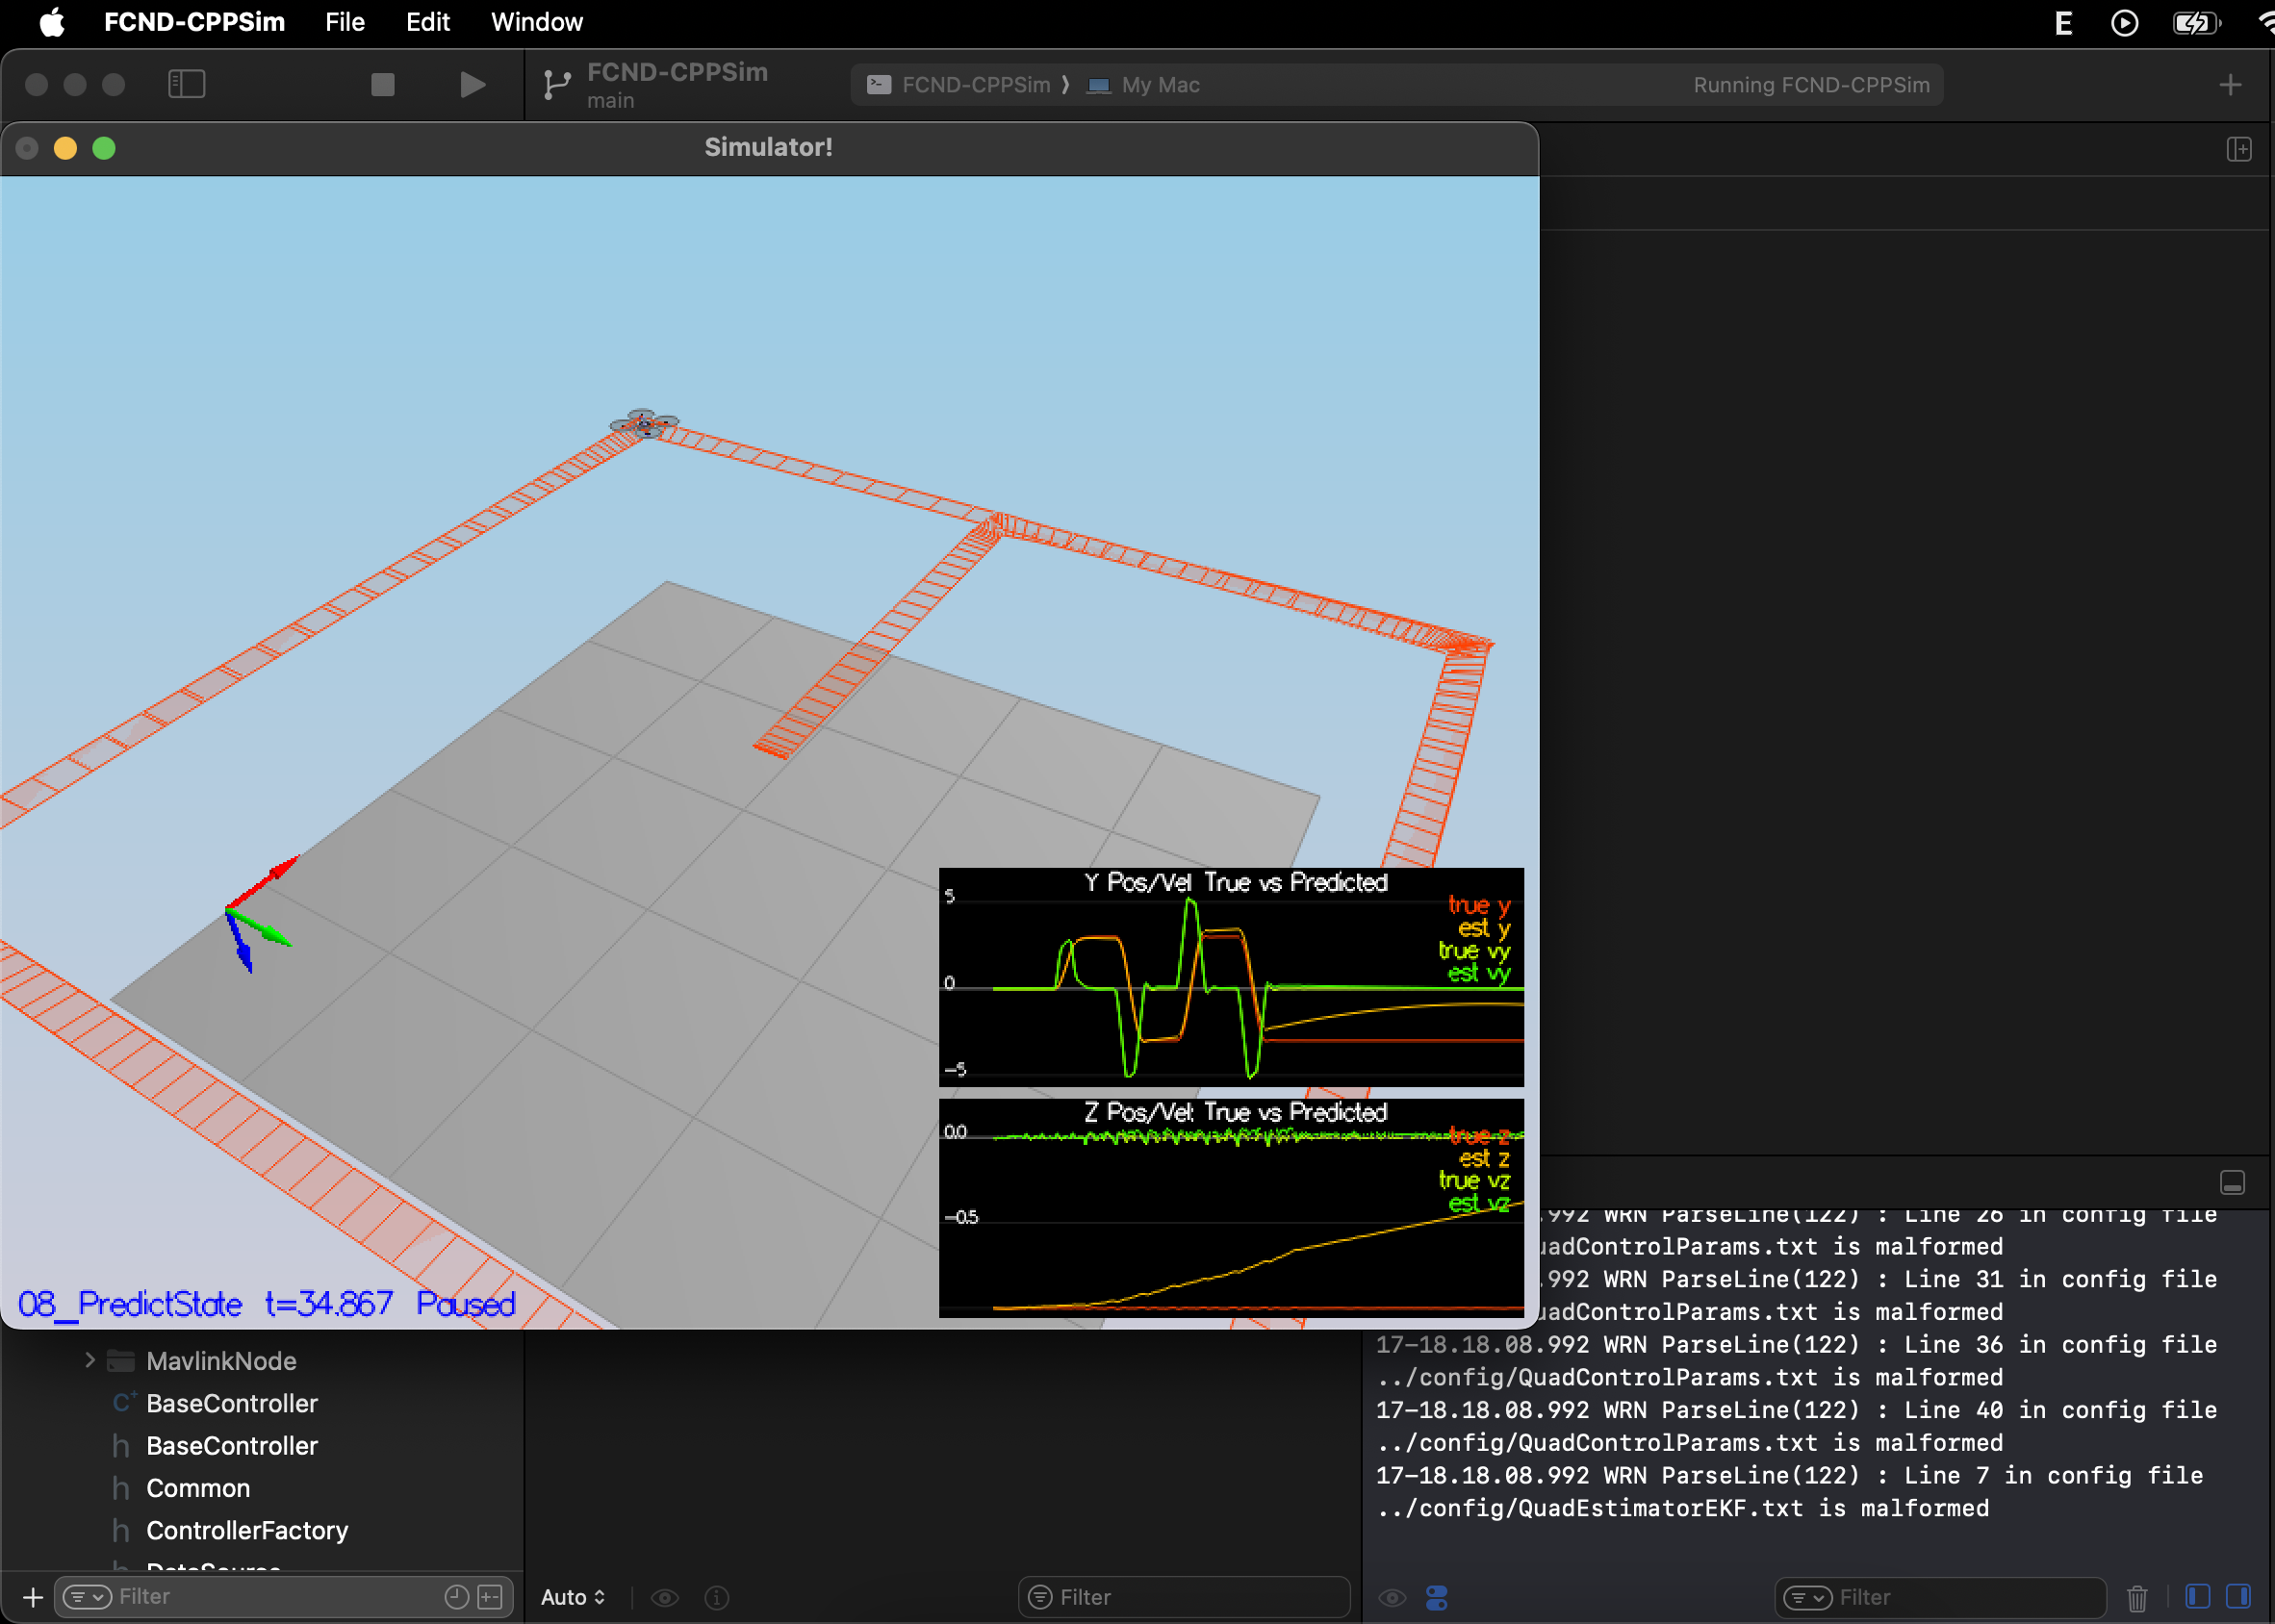 FCND-CPPSim File Edit Window
E
FCND-CPPSim
main
FCND-CPPSim ⟩ My Mac
Running FCND-CPPSim
Simulator!
Y Pos/Vel True vs Predicted
5
0
-5
true y
est y
true vy
est vy
Z Pos/Vel: True vs Predicted
0.0
-0.5
true z
est z
true vz
est vz
08_PredictState t=34.867 Paused
.992 WRN ParseLine(122) : Line 26 in config file
uadControlParams.txt is malformed
.992 WRN ParseLine(122) : Line 31 in config file
uadControlParams.txt is malformed
17-18.18.08.992 WRN ParseLine(122) : Line 36 in config file
../config/QuadControlParams.txt is malformed
17-18.18.08.992 WRN ParseLine(122) : Line 40 in config file
../config/QuadControlParams.txt is malformed
17-18.18.08.992 WRN ParseLine(122) : Line 7 in config file
../config/QuadEstimatorEKF.txt is malformed
MavlinkNode
C+ BaseController
h BaseController
h Common
h ControllerFactory
h DataSource
Filter
Auto
Filter
Filter